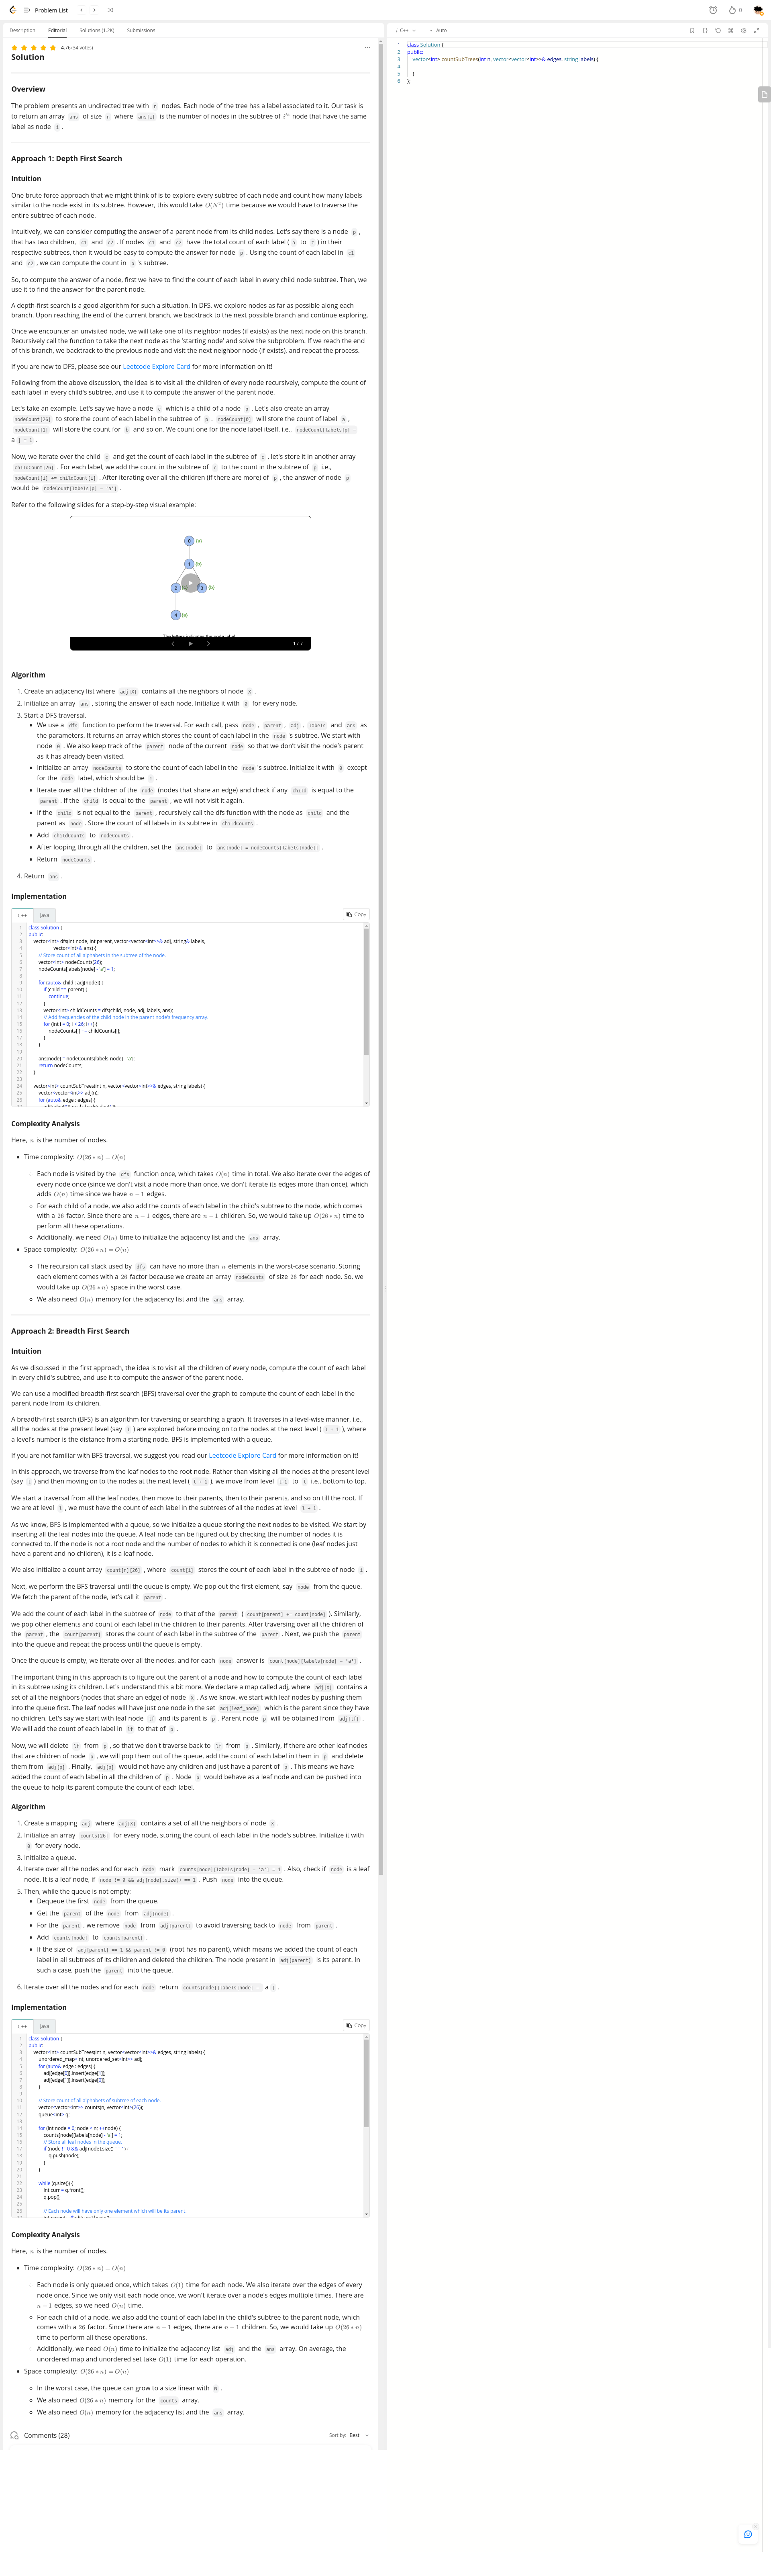 Problem List
0
Description
Editorial
Solutions (1.2K)
Submissions
4.76 (34 votes)
Solution
Overview
The problem presents an undirected tree with n nodes. Each node of the tree has a label associated to it. Our task is
to return an array ans of size n where ans[i] is the number of nodes in the subtree of i^th node that have the same
label as node i .
Approach 1: Depth First Search
Intuition
One brute force approach that we might think of is to explore every subtree of each node and count how many labels
similar to the node exist in its subtree. However, this would take O(N²) time because we would have to traverse the
entire subtree of each node.
Intuitively, we can consider computing the answer of a parent node from its child nodes. Let's say there is a node p ,
that has two children, c1 and c2 . If nodes c1 and c2 have the total count of each label ( a to z ) in their
respective subtrees, then it would be easy to compute the answer for node p . Using the count of each label in c1
and c2 , we can compute the count in p 's subtree.
So, to compute the answer of a node, first we have to find the count of each label in every child node subtree. Then, we
use it to find the answer for the parent node.
A depth-first search is a good algorithm for such a situation. In DFS, we explore nodes as far as possible along each
branch. Upon reaching the end of the current branch, we backtrack to the next possible branch and continue exploring.
Once we encounter an unvisited node, we will take one of its neighbor nodes (if exists) as the next node on this branch.
Recursively call the function to take the next node as the 'starting node' and solve the subproblem. If we reach the end
of this branch, we backtrack to the previous node and visit the next neighbor node (if exists), and repeat the process.
If you are new to DFS, please see our Leetcode Explore Card for more information on it!
Following from the above discussion, the idea is to visit all the children of every node recursively, compute the count of
each label in every child's subtree, and use it to compute the answer of the parent node.
Let's take an example. Let's say we have a node c which is a child of a node p . Let's also create an array
nodeCount[26] to store the count of each label in the subtree of p . nodeCount[0] will store the count of label a ,
nodeCount[1] will store the count for b and so on. We count one for the node label itself, i.e., nodeCount[labels[p] -
a ] = 1 .
Now, we iterate over the child c and get the count of each label in the subtree of c , let's store it in another array
childCount[26] . For each label, we add the count in the subtree of c to the count in the subtree of p i.e.,
nodeCount[i] += childCount[i] . After iterating over all the children (if there are more) of p , the answer of node p
would be nodeCount[labels[p] - 'a'] .
Refer to the following slides for a step-by-step visual example:
0 (a)
1 (b)
2
3 (b)
4 (a)
The letters indicates the node label
1 / 7
Algorithm
1. Create an adjacency list where adj[X] contains all the neighbors of node X .
2. Initialize an array ans , storing the answer of each node. Initialize it with 0 for every node.
3. Start a DFS traversal.
• We use a dfs function to perform the traversal. For each call, pass node , parent , adj , labels and ans as
the parameters. It returns an array which stores the count of each label in the node 's subtree. We start with
node 0 . We also keep track of the parent node of the current node so that we don't visit the node's parent
as it has already been visited.
• Initialize an array nodeCounts to store the count of each label in the node 's subtree. Initialize it with 0 except
for the node label, which should be 1 .
• Iterate over all the children of the node (nodes that share an edge) and check if any child is equal to the
parent . If the child is equal to the parent , we will not visit it again.
• If the child is not equal to the parent , recursively call the dfs function with the node as child and the
parent as node . Store the count of all labels in its subtree in childCounts .
• Add childCounts to nodeCounts .
• After looping through all the children, set the ans[node] to ans[node] = nodeCounts[labels[node]] .
• Return nodeCounts .
4. Return ans .
Implementation
C++
Java
Copy
1 class Solution {
2 public:
3 vector<int> dfs(int node, int parent, vector<vector<int>>& adj, string& labels,
4 vector<int>& ans) {
5 // Store count of all alphabets in the subtree of the node.
6 vector<int> nodeCounts(26);
7 nodeCounts[labels[node] - 'a'] = 1;
8
9 for (auto& child : adj[node]) {
10 if (child == parent) {
11 continue;
12 }
13 vector<int> childCounts = dfs(child, node, adj, labels, ans);
14 // Add frequencies of the child node in the parent node's frequency array.
15 for (int i = 0; i < 26; i++) {
16 nodeCounts[i] += childCounts[i];
17 }
18 }
19
20 ans[node] = nodeCounts[labels[node] - 'a'];
21 return nodeCounts;
22 }
23
24 vector<int> countSubTrees(int n, vector<vector<int>>& edges, string labels) {
25 vector<vector<int>> adj(n);
26 for (auto& edge : edges) {
Complexity Analysis
Here, n is the number of nodes.
• Time complexity: O(26 * n) = O(n)
◦ Each node is visited by the dfs function once, which takes O(n) time in total. We also iterate over the edges of
every node once (since we don't visit a node more than once, we don't iterate its edges more than once), which
adds O(n) time since we have n − 1 edges.
◦ For each child of a node, we also add the counts of each label in the child's subtree to the node, which comes
with a 26 factor. Since there are n − 1 edges, there are n − 1 children. So, we would take up O(26 * n) time to
perform all these operations.
◦ Additionally, we need O(n) time to initialize the adjacency list and the ans array.
• Space complexity: O(26 * n) = O(n)
◦ The recursion call stack used by dfs can have no more than n elements in the worst-case scenario. Storing
each element comes with a 26 factor because we create an array nodeCounts of size 26 for each node. So, we
would take up O(26 * n) space in the worst case.
◦ We also need O(n) memory for the adjacency list and the ans array.
Approach 2: Breadth First Search
Intuition
As we discussed in the first approach, the idea is to visit all the children of every node, compute the count of each label
in every child's subtree, and use it to compute the answer of the parent node.
We can use a modified breadth-first search (BFS) traversal over the graph to compute the count of each label in the
parent node from its children.
A breadth-first search (BFS) is an algorithm for traversing or searching a graph. It traverses in a level-wise manner, i.e.,
all the nodes at the present level (say l ) are explored before moving on to the nodes at the next level ( l + 1 ), where
a level's number is the distance from a starting node. BFS is implemented with a queue.
If you are not familiar with BFS traversal, we suggest you read our Leetcode Explore Card for more information on it!
In this approach, we traverse from the leaf nodes to the root node. Rather than visiting all the nodes at the present level
(say l ) and then moving on to the nodes at the next level ( l + 1 ), we move from level l+1 to l i.e., bottom to top.
We start a traversal from all the leaf nodes, then move to their parents, then to their parents, and so on till the root. If
we are at level l , we must have the count of each label in the subtrees of all the nodes at level l + 1 .
As we know, BFS is implemented with a queue, so we initialize a queue storing the next nodes to be visited. We start by
inserting all the leaf nodes into the queue. A leaf node can be figured out by checking the number of nodes it is
connected to. If the node is not a root node and the number of nodes to which it is connected is one (leaf nodes just
have a parent and no children), it is a leaf node.
We also initialize a count array count[n][26] , where count[i] stores the count of each label in the subtree of node i .
Next, we perform the BFS traversal until the queue is empty. We pop out the first element, say node from the queue.
We fetch the parent of the node, let's call it parent .
We add the count of each label in the subtree of node to that of the parent ( count[parent] += count[node] ). Similarly,
we pop other elements and count of each label in the children to their parents. After traversing over all the children of
the parent , the count[parent] stores the count of each label in the subtree of the parent . Next, we push the parent
into the queue and repeat the process until the queue is empty.
Once the queue is empty, we iterate over all the nodes, and for each node answer is count[node][labels[node] - 'a'] .
The important thing in this approach is to figure out the parent of a node and how to compute the count of each label
in its subtree using its children. Let's understand this a bit more. We declare a map called adj, where adj[X] contains a
set of all the neighbors (nodes that share an edge) of node X . As we know, we start with leaf nodes by pushing them
into the queue first. The leaf nodes will have just one node in the set adj[leaf_node] which is the parent since they have
no children. Let's say we start with leaf node lf and its parent is p . Parent node p will be obtained from adj[lf] .
We will add the count of each label in lf to that of p .
Now, we will delete lf from p , so that we don't traverse back to lf from p . Similarly, if there are other leaf nodes
that are children of node p , we will pop them out of the queue, add the count of each label in them in p and delete
them from adj[p] . Finally, adj[p] would not have any children and just have a parent of p . This means we have
added the count of each label in all the children of p . Node p would behave as a leaf node and can be pushed into
the queue to help its parent compute the count of each label.
Algorithm
1. Create a mapping adj where adj[X] contains a set of all the neighbors of node X .
2. Initialize an array counts[26] for every node, storing the count of each label in the node's subtree. Initialize it with
0 for every node.
3. Initialize a queue.
4. Iterate over all the nodes and for each node mark counts[node][labels[node] - 'a'] = 1 . Also, check if node is a leaf
node. It is a leaf node, if node != 0 && adj[node].size() == 1 . Push node into the queue.
5. Then, while the queue is not empty:
• Dequeue the first node from the queue.
• Get the parent of the node from adj[node] .
• For the parent , we remove node from adj[parent] to avoid traversing back to node from parent .
• Add counts[node] to counts[parent] .
• If the size of adj[parent] == 1 && parent != 0 (root has no parent), which means we added the count of each
label in all subtrees of its children and deleted the children. The node present in adj[parent] is its parent. In
such a case, push the parent into the queue.
6. Iterate over all the nodes and for each node return counts[node][labels[node] - a ] .
Implementation
C++
Java
Copy
1 class Solution {
2 public:
3 vector<int> countSubTrees(int n, vector<vector<int>>& edges, string labels) {
4 unordered_map<int, unordered_set<int>> adj;
5 for (auto& edge : edges) {
6 adj[edge[0]].insert(edge[1]);
7 adj[edge[1]].insert(edge[0]);
8 }
9
10 // Store count of all alphabets of subtree of each node.
11 vector<vector<int>> counts(n, vector<int>(26));
12 queue<int> q;
13
14 for (int node = 0; node < n; ++node) {
15 counts[node][labels[node] - 'a'] = 1;
16 // Store all leaf nodes in the queue.
17 if (node != 0 && adj[node].size() == 1) {
18 q.push(node);
19 }
20 }
21
22 while (q.size()) {
23 int curr = q.front();
24 q.pop();
25
26 // Each node will have only one element which will be its parent.
Complexity Analysis
Here, n is the number of nodes.
• Time complexity: O(26 * n) = O(n)
◦ Each node is only queued once, which takes O(1) time for each node. We also iterate over the edges of every
node once. Since we only visit each node once, we won't iterate over a node's edges multiple times. There are
n − 1 edges, so we need O(n) time.
◦ For each child of a node, we also add the count of each label in the child's subtree to the parent node, which
comes with a 26 factor. Since there are n − 1 edges, there are n − 1 children. So, we would take up O(26 * n)
time to perform all these operations.
◦ Additionally, we need O(n) time to initialize the adjacency list adj and the ans array. On average, the
unordered map and unordered set take O(1) time for each operation.
• Space complexity: O(26 * n) = O(n)
◦ In the worst case, the queue can grow to a size linear with N .
◦ We also need O(26 * n) memory for the counts array.
◦ We also need O(n) memory for the adjacency list and the ans array.
Comments (28)
Sort by: Best
C++
Auto
1 class Solution {
2 public:
3 vector<int> countSubTrees(int n, vector<vector<int>>& edges, string labels) {
4
5 }
6 };